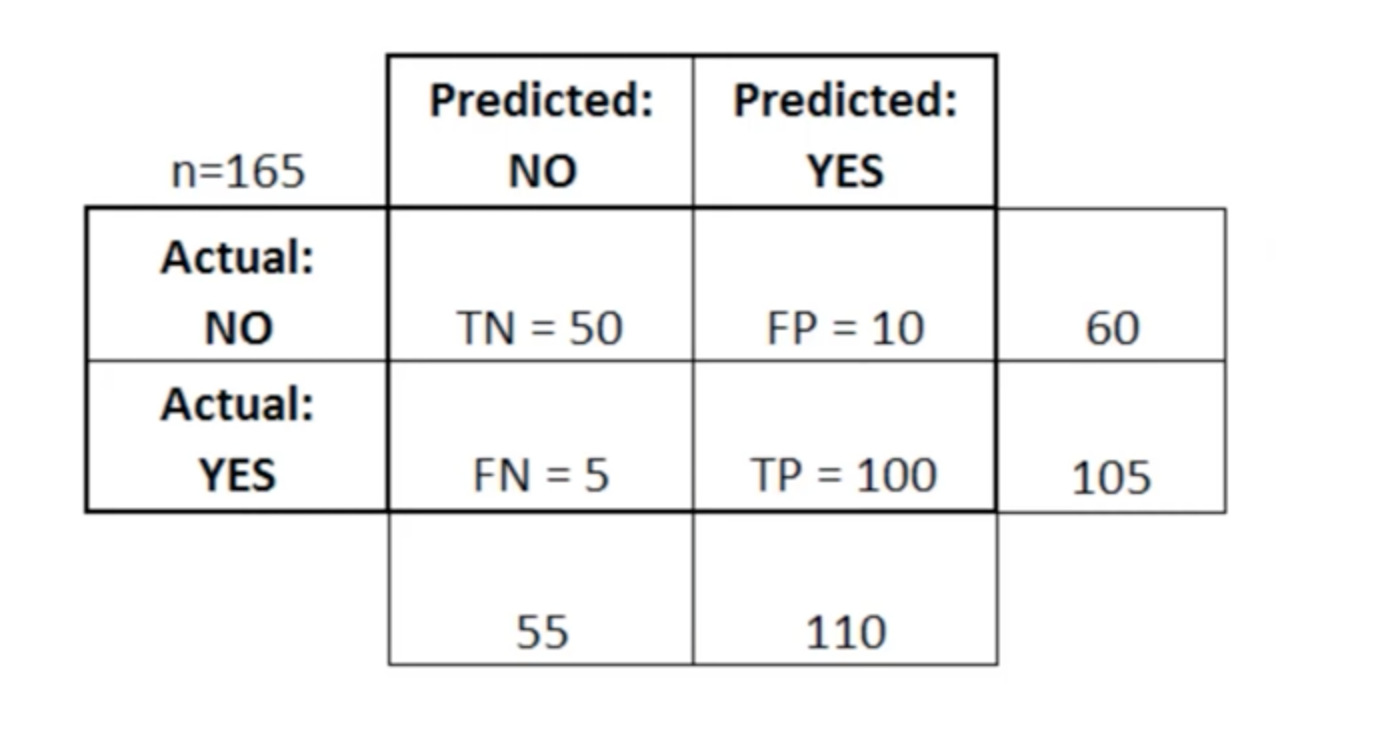 Predicted: Predicted:
n=165 NO YES
Actual:
NO TN = 50 FP = 10 60
Actual:
YES FN = 5 TP = 100 105
55 110